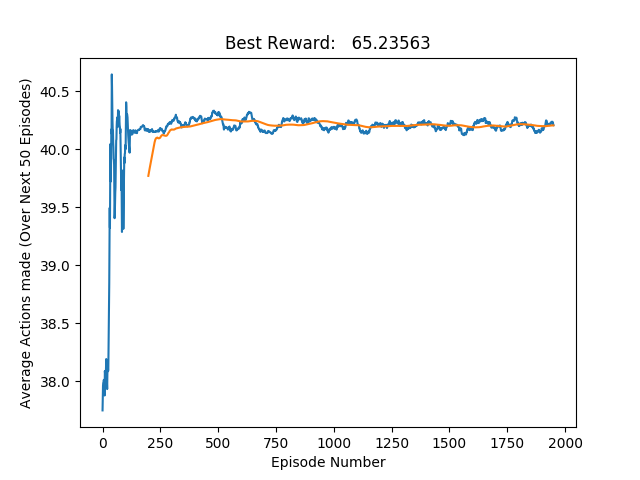 Best Reward: 65.23563
Average Actions made (Over Next 50 Episodes)
40.5
40.0
39.5
39.0
38.5
38.0
0 250 500 750 1000 1250 1500 1750 2000
Episode Number